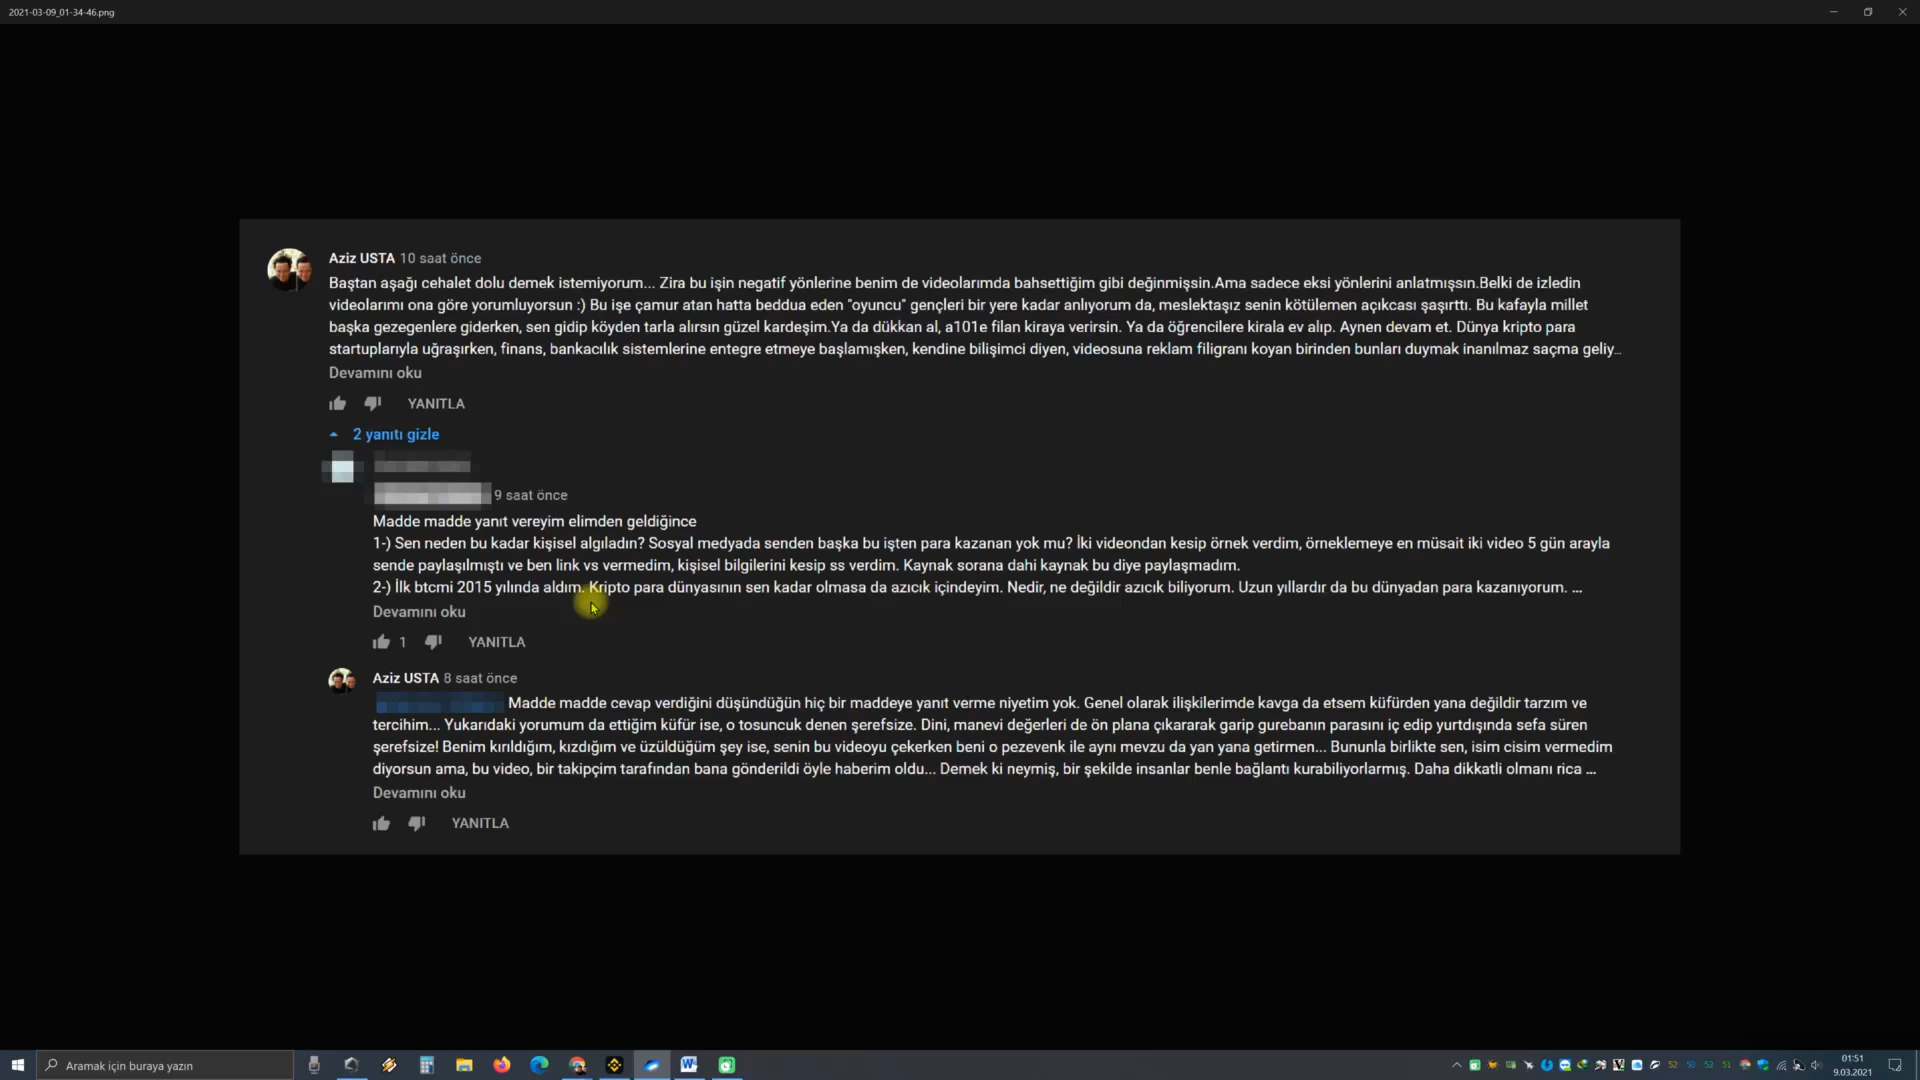 2021-03-09_01-34-46.png
Aziz USTA 10 saat önce
Baştan aşağı cehalet dolu demek istemiyorum... Zira bu işin negatif yönlerine benim de videolarımda bahsettiğim gibi değinmişsin.Ama sadece eksi yönlerini anlatmışsın.Belki de izledin
videolarımı ona göre yorumluyorsun :) Bu işe çamur atan hatta beddua eden "oyuncu" gençleri bir yere kadar anlıyorum da, meslektaşız senin kötülemen açıkcası şaşırttı. Bu kafayla millet
başka gezegenlere giderken, sen gidip köyden tarla alırsın güzel kardeşim.Ya da dükkan al, a101e filan kiraya verirsin. Ya da öğrencilere kirala ev alıp. Aynen devam et. Dünya kripto para
startuplarıyla uğraşırken, finans, bankacılık sistemlerine entegre etmeye başlamışken, kendine bilişimci diyen, videosuna reklam filigranı koyan birinden bunları duymak inanılmaz saçma geliy...
Devamını oku
YANITLA
2 yanıtı gizle
9 saat önce
Madde madde yanıt vereyim elimden geldiğince
1-) Sen neden bu kadar kişisel algıladın? Sosyal medyada senden başka bu işten para kazanan yok mu? İki videondan kesip örnek verdim, örneklemeye en müsait iki video 5 gün arayla
sende paylaşılmıştı ve ben link vs vermedim, kişisel bilgilerini kesip ss verdim. Kaynak sorana dahi kaynak bu diye paylaşmadım.
2-) İlk btcmi 2015 yılında aldım. Kripto para dünyasının sen kadar olmasa da azıcık içindeyim. Nedir, ne değildir azıcık biliyorum. Uzun yıllardır da bu dünyadan para kazanıyorum. ...
Devamını oku
1 YANITLA
Aziz USTA 8 saat önce
Madde madde cevap verdiğini düşündüğün hiç bir maddeye yanıt verme niyetim yok. Genel olarak ilişkilerimde kavga da etsem küfürden yana değildir tarzım ve
tercihim... Yukarıdaki yorumum da ettiğim küfür ise, o tosuncuk denen şerefsize. Dini, manevi değerleri de ön plana çıkararak garip gurebanın parasını iç edip yurtdışında sefa süren
şerefsize! Benim kırıldığım, kızdığım ve üzüldüğüm şey ise, senin bu videoyu çekerken beni o pezevenk ile aynı mevzu da yan yana getirmen... Bununla birlikte sen, isim cisim vermedim
diyorsun ama, bu video, bir takipçim tarafından bana gönderildi öyle haberim oldu... Demek ki neymiş, bir şekilde insanlar benle bağlantı kurabiliyorlarmış. Daha dikkatli olmanı rica ...
Devamını oku
YANITLA
Aramak için buraya yazın
52 50 52 51
01:51
9.03.2021